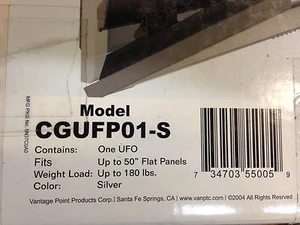 Model
CGUFP01-S
Contains: One UFO
Fits Up to 50" Flat Panels
Weight Load: Up to 180 lbs.
Color: Silver
7 34703 55005 9
Vantage Point Products Corp. | Santa Fe Springs, CA | www.vanptc.com | ©2004 All Rights